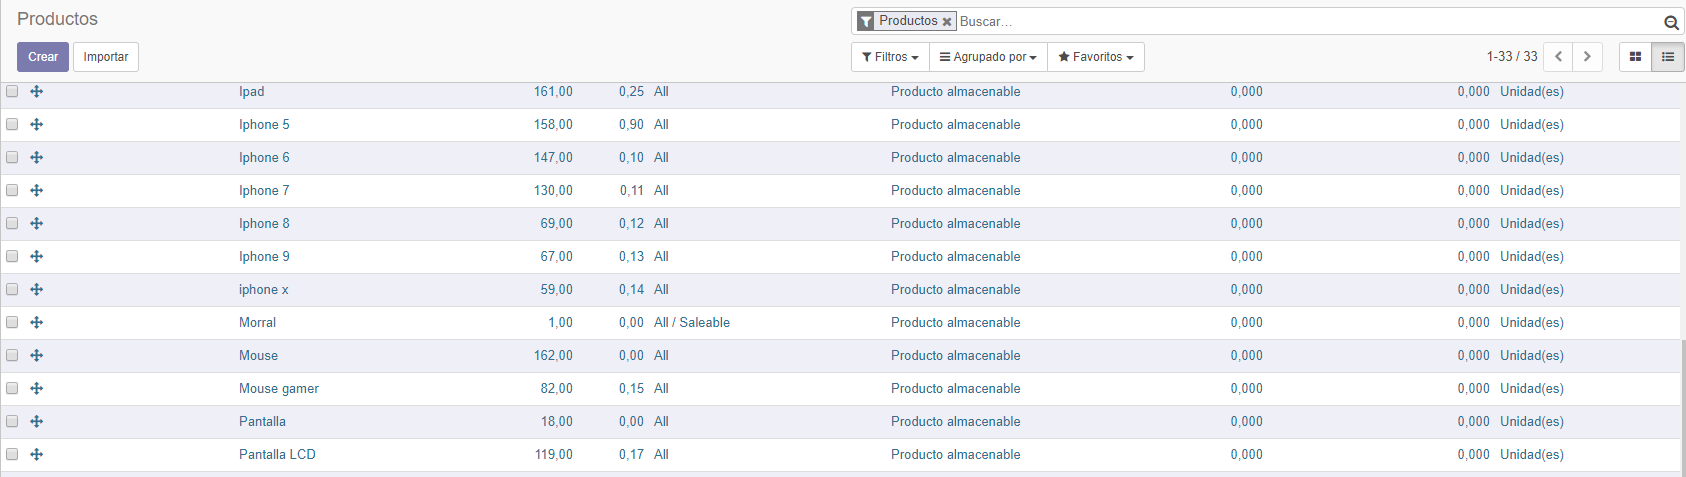 Productos
Productos Buscar...
Crear Importar
Filtros Agrupado por Favoritos 1-33 / 33
Ipad 161,00 0,25 All Producto almacenable 0,000 0,000 Unidad(es)
Iphone 5 158,00 0,90 All Producto almacenable 0,000 0,000 Unidad(es)
Iphone 6 147,00 0,10 All Producto almacenable 0,000 0,000 Unidad(es)
Iphone 7 130,00 0,11 All Producto almacenable 0,000 0,000 Unidad(es)
Iphone 8 69,00 0,12 All Producto almacenable 0,000 0,000 Unidad(es)
Iphone 9 67,00 0,13 All Producto almacenable 0,000 0,000 Unidad(es)
iphone x 59,00 0,14 All Producto almacenable 0,000 0,000 Unidad(es)
Morral 1,00 0,00 All / Saleable Producto almacenable 0,000 0,000 Unidad(es)
Mouse 162,00 0,00 All Producto almacenable 0,000 0,000 Unidad(es)
Mouse gamer 82,00 0,15 All Producto almacenable 0,000 0,000 Unidad(es)
Pantalla 18,00 0,00 All Producto almacenable 0,000 0,000 Unidad(es)
Pantalla LCD 119,00 0,17 All Producto almacenable 0,000 0,000 Unidad(es)